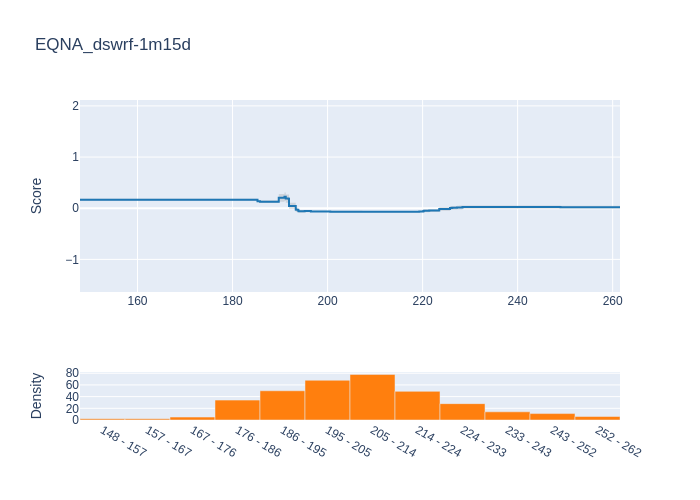 EQNA_dswrf-1m15d
Score
2
1
0
−1
160 180 200 220 240 260
Density
80
60
40
20
0
148 - 157 157 - 167 167 - 176 176 - 186 186 - 195 195 - 205 205 - 214 214 - 224 224 - 233 233 - 243 243 - 252 252 - 262